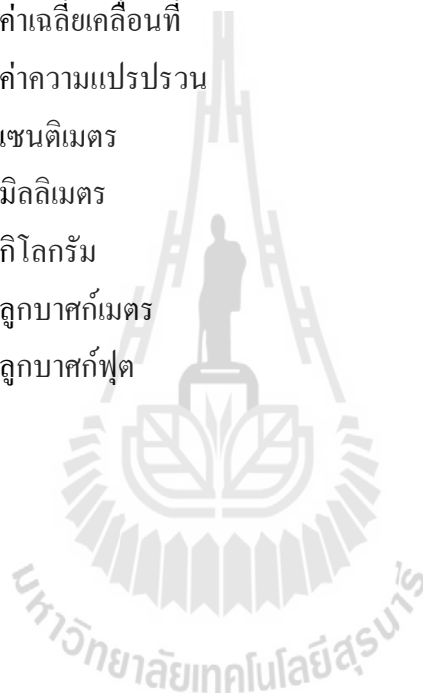 ค่าเฉลี่ยเคลื่อนที่
ค่าความแปรปรวน
เซนติเมตร
มิลลิเมตร
กิโลกรัม
ลูกบาศก์เมตร
ลูกบาศก์ฟุต
มหาวิทยาลัยเทคโนโลยีสุรนารี